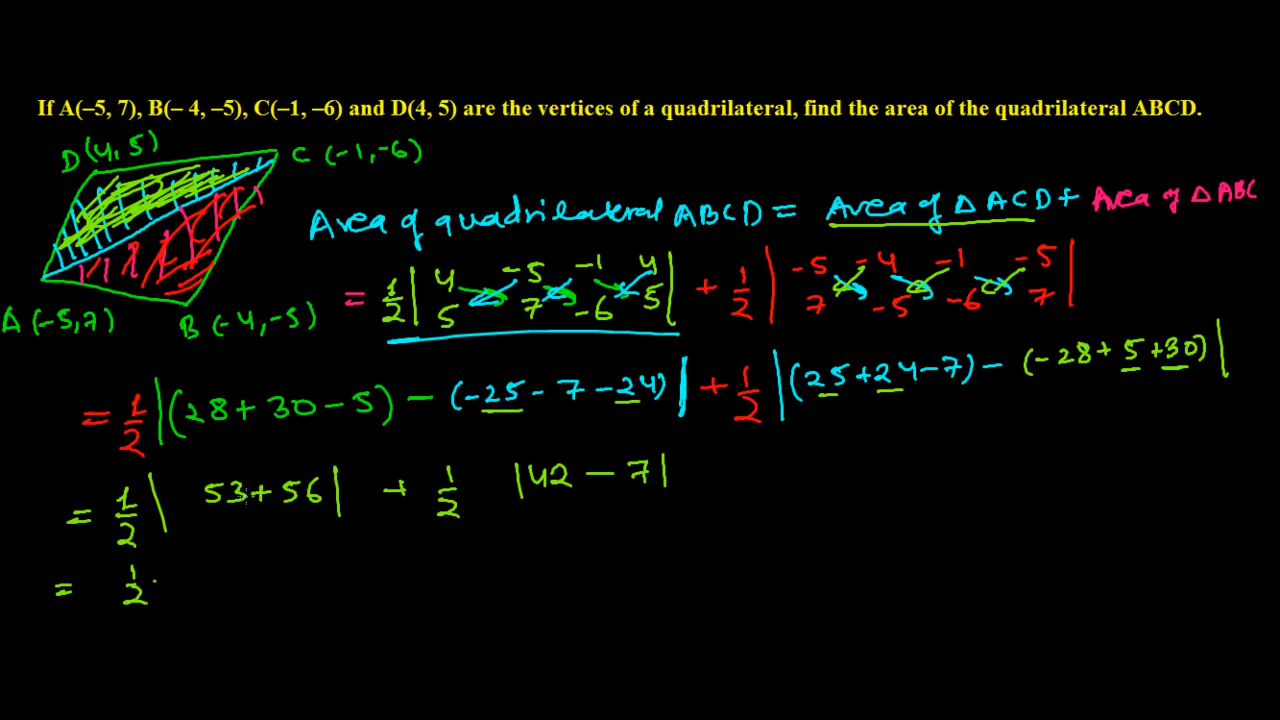 If A(–5, 7), B(– 4, –5), C(–1, –6) and D(4, 5) are the vertices of a quadrilateral, find the area of the quadrilateral ABCD.
D (4, 5)
C (-1, -6)
A (-5, 7)
B (-4, -5)
Area of quadrilateral ABCD = Area of Δ ACD + Area of Δ ABC
= 1/2 | 4 -5 -1 4 | + 1/2 | -5 -4 -1 -5 |
5 7 -6 5 7 -5 -6 7
= 1/2 |(28 + 30 - 5) - (-25 - 7 - 24)| + 1/2 |(25 + 24 - 7) - (-28 + 5 + 30)|
= 1/2 | 53 + 56 | + 1/2 |42 - 7|
= 1/2